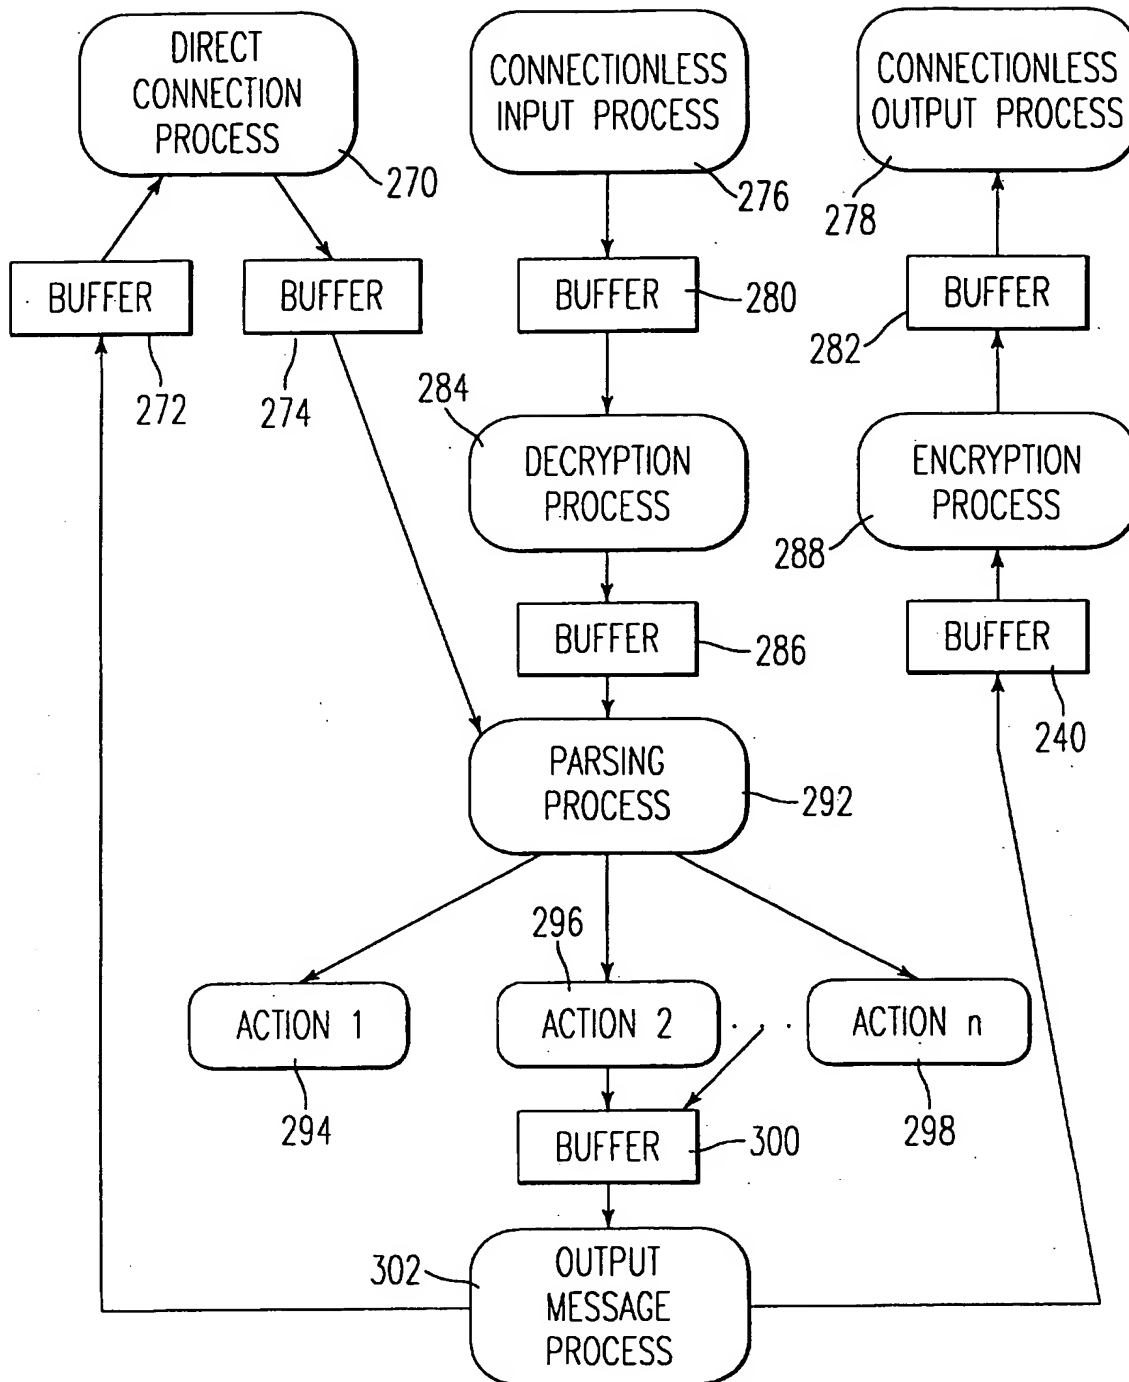 DIRECT
CONNECTION
PROCESS
270
CONNECTIONLESS
INPUT PROCESS
276
CONNECTIONLESS
OUTPUT PROCESS
278
BUFFER
272
BUFFER
274
BUFFER
280
BUFFER
282
284
DECRYPTION
PROCESS
ENCRYPTION
PROCESS
288
BUFFER
286
BUFFER
240
PARSING
PROCESS
292
ACTION 1
294
296
ACTION 2
. . .
ACTION n
298
BUFFER
300
302
OUTPUT
MESSAGE
PROCESS